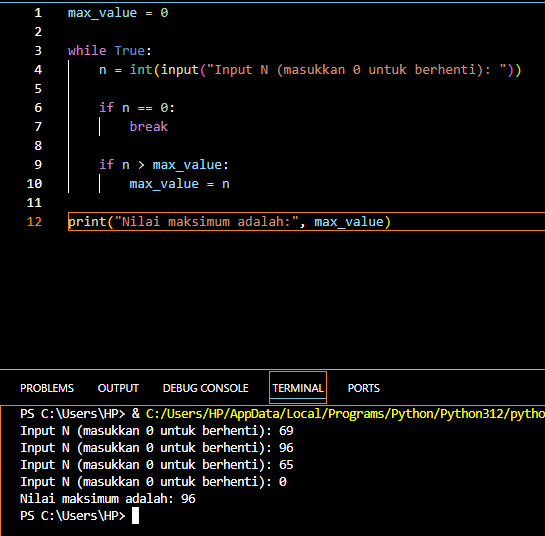 1 max_value = 0
2
3 while True:
4     n = int(input("Input N (masukkan 0 untuk berhenti): "))
5
6     if n == 0:
7         break
8
9     if n > max_value:
10         max_value = n
11
12 print("Nilai maksimum adalah:", max_value)
PROBLEMS OUTPUT DEBUG CONSOLE TERMINAL PORTS
PS C:\Users\HP> & C:/Users/HP/AppData/Local/Programs/Python/Python312/pytho
Input N (masukkan 0 untuk berhenti): 69
Input N (masukkan 0 untuk berhenti): 96
Input N (masukkan 0 untuk berhenti): 65
Input N (masukkan 0 untuk berhenti): 0
Nilai maksimum adalah: 96
PS C:\Users\HP>